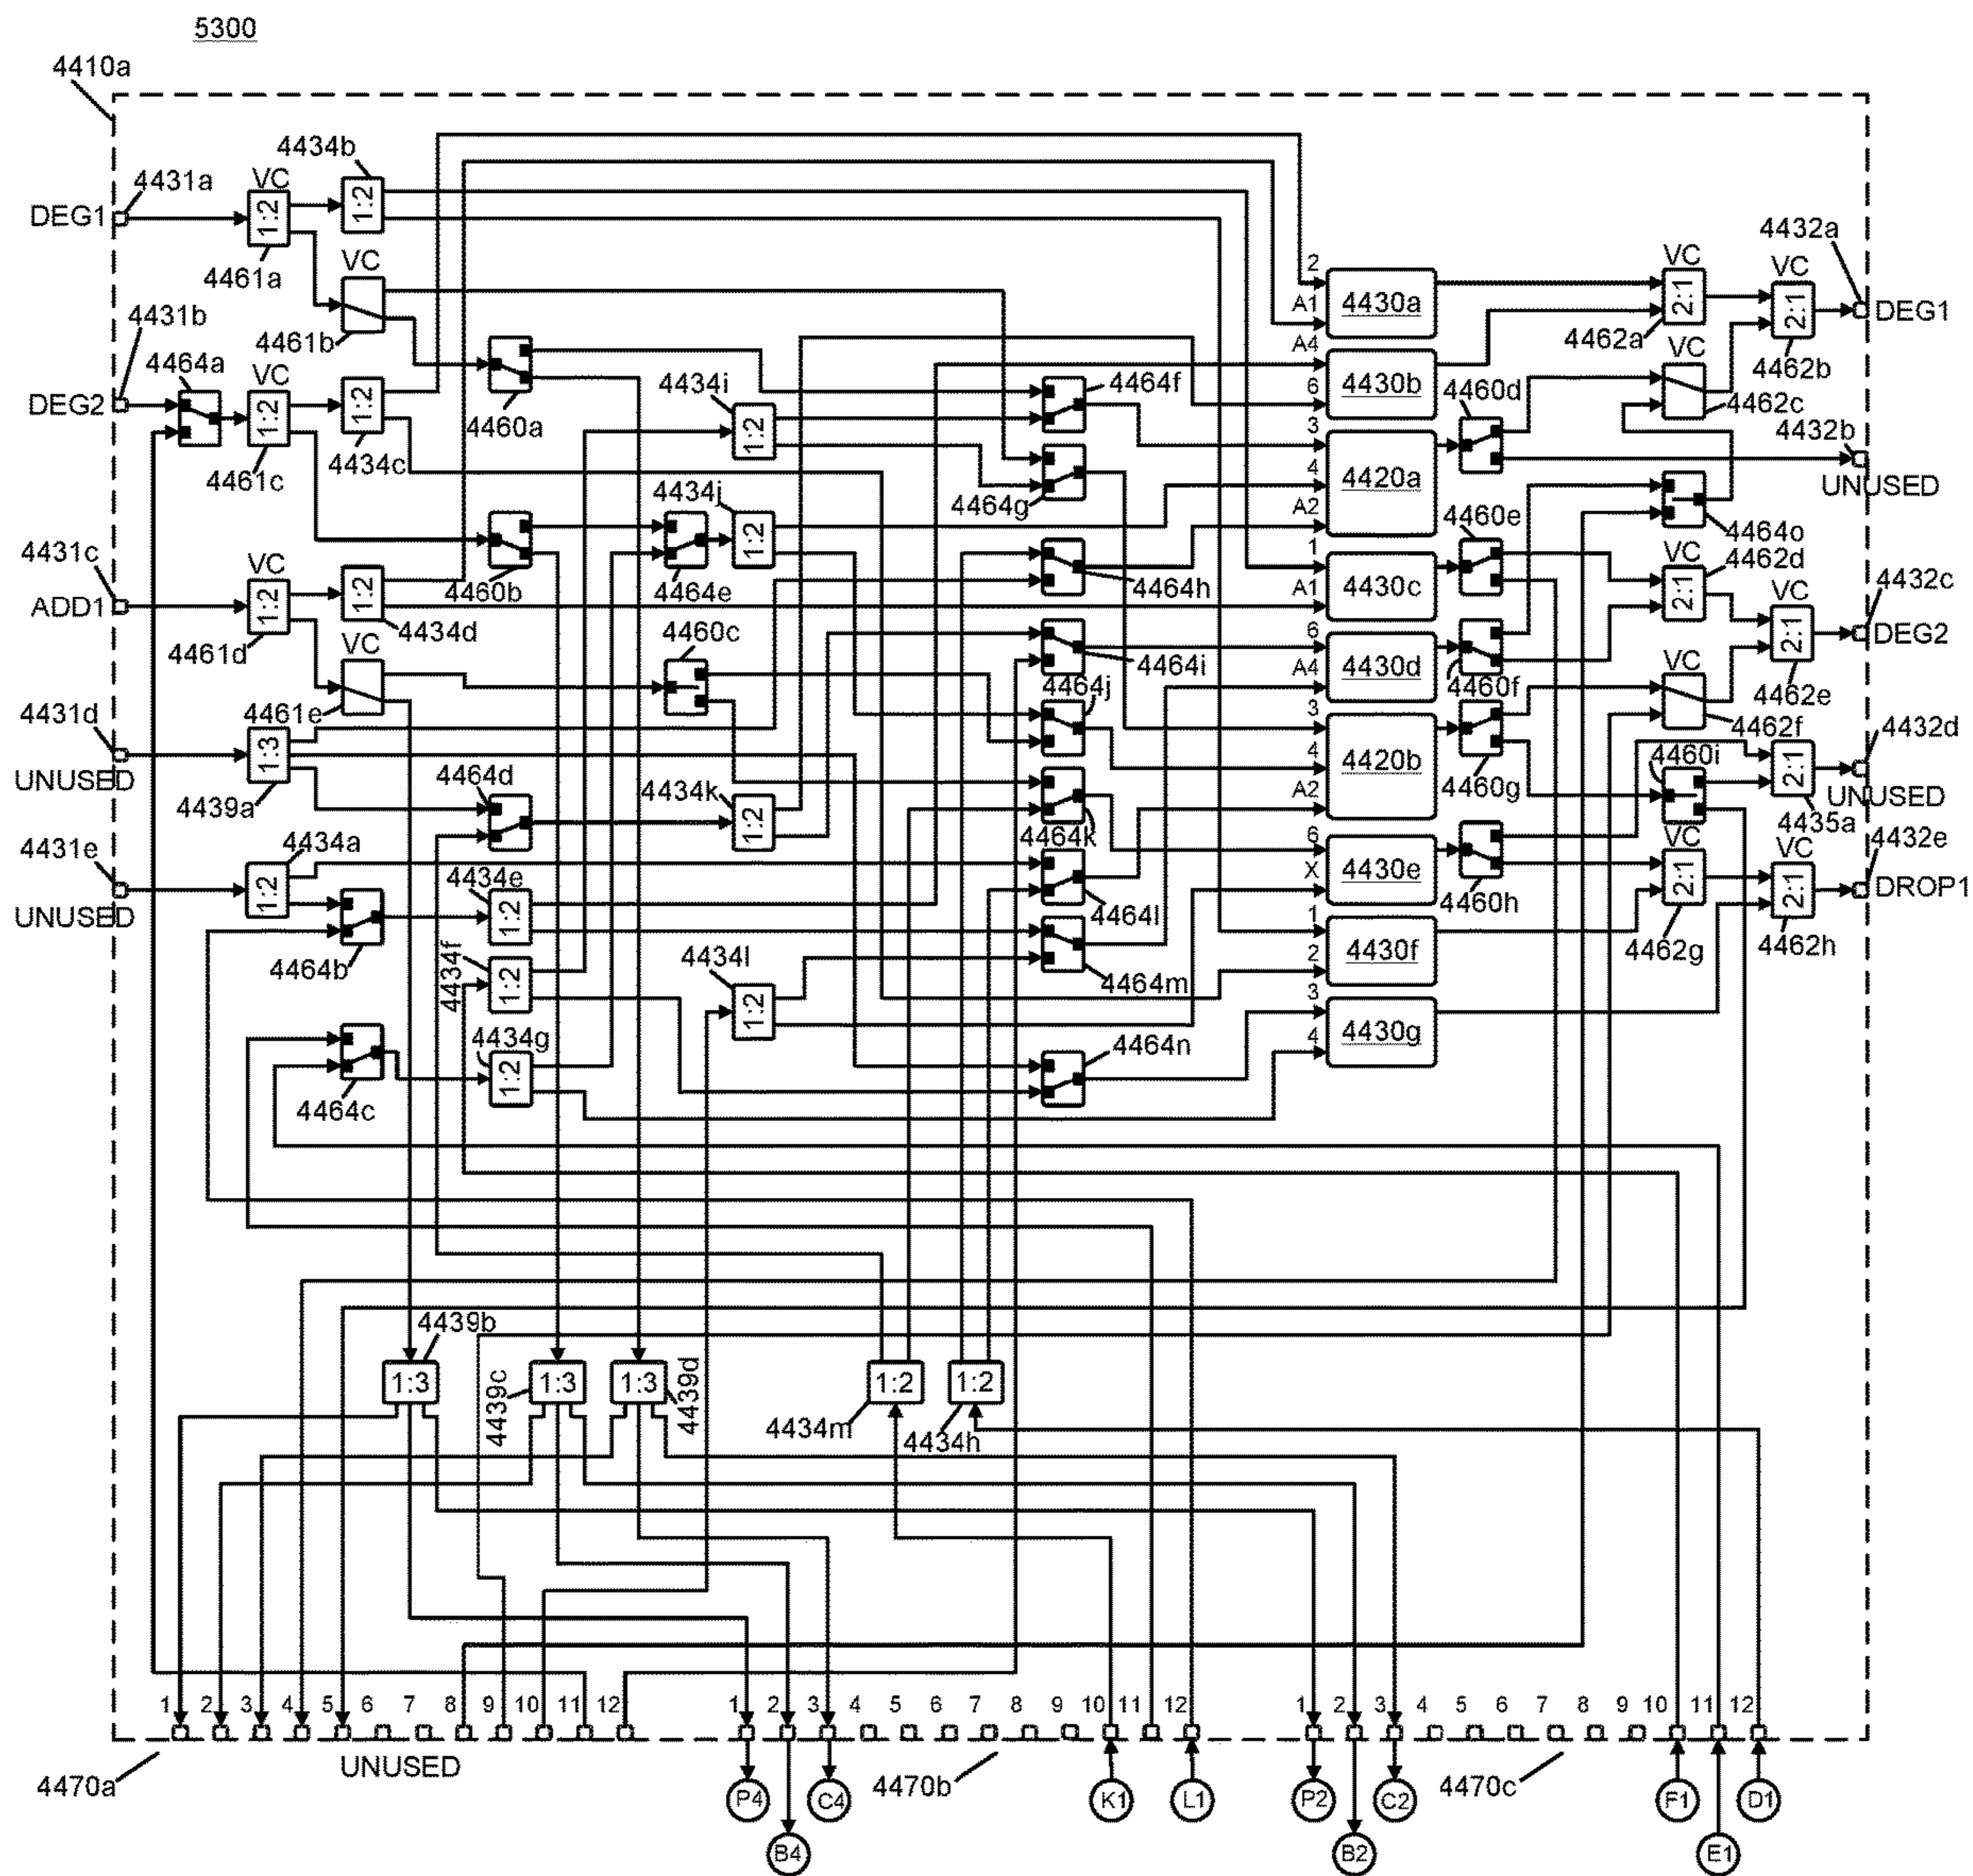 5300
4410a
4434b
4431a
VC
1:2
1:2
DEG1
4461a
VC
4432a
VC
VC
2
4430a
2:1
2:1
DEG1
A1
4431b
4461b
4462a
4464a
VC
A4
4430b
4462b
VC
4434i
4464f
6
4460d
DEG2
1:2
1:2
4460a
4462c
1:2
3
4432b
4461c
4434c
4420a
4
4434j
4464g
UNUSED
A2
4460e
4464o
1:2
4431c
VC
4462d
1
VC
4432c
ADD1
1:2
1:2
4460b
4464e
4464h
A1
4430c
2:1
VC
4434d
4460c
6
2:1
DEG2
4461d
VC
4464i
4430d
A4
4460f
VC
4464j
4462e
4431d
4461e
3
4462f
4432d
1:3
4420b
4
4460i
2:1
UNUSED
4464d
4434k
4460g
UNUSED
4439a
1:2
A2
4435a
4464k
4431e
4434a
6
VC
VC
4432e
4434e
4430e
X
2:1
2:1
DROP1
1:2
1:2
4464l
4460h
UNUSED
1
4462g
4462h
4464b
4434f
4434l
4430f
2
1:2
4464m
1:2
3
4434g
4430g
4464n
4
1:2
4464c
4439b
4439c
4439d
1:3
1:3
1:3
1:2
1:2
4434m
4434h
1 2 3 4 5 6 7 8 9 10 11 12
1 2 3 4 5 6 7 8 9 10 11 12
1 2 3 4 5 6 7 8 9 10 11 12
4470a
UNUSED
P4
C4
4470b
K1
L1
P2
C2
4470c
F1
D1
B4
B2
E1